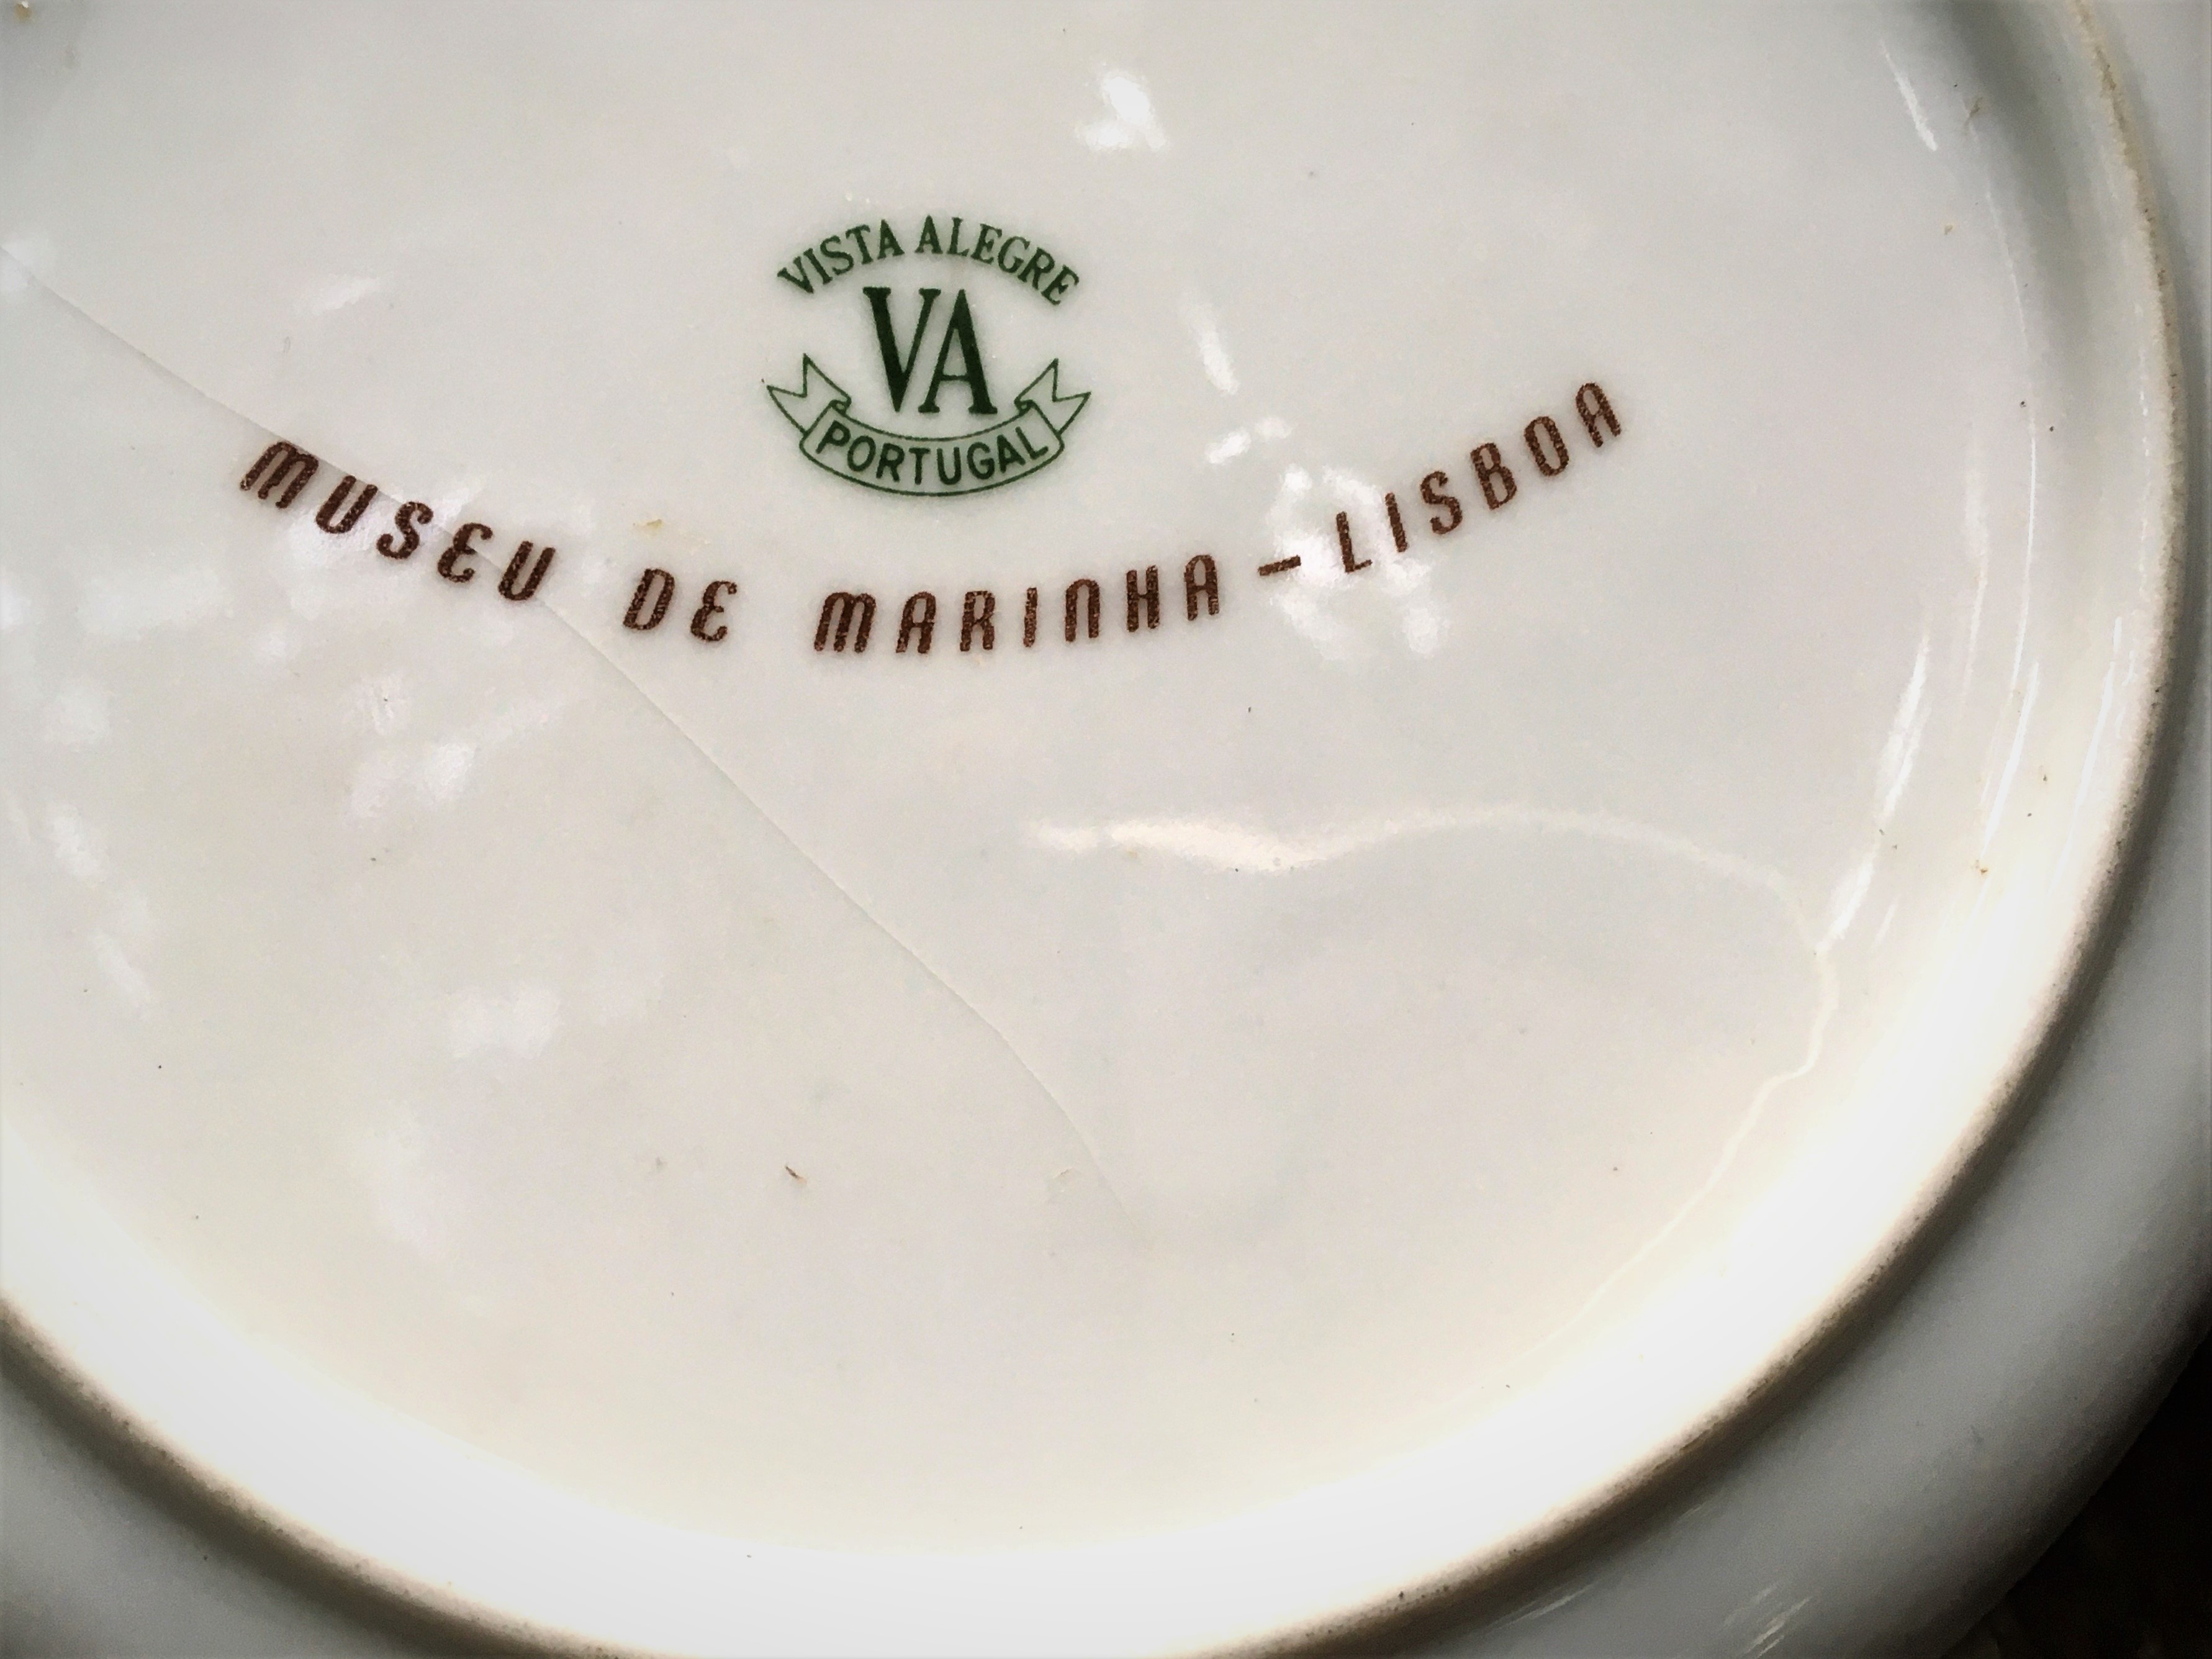 VISTA ALEGRE
VA
PORTUGAL
MUSEU DE MARINHA – LISBOA